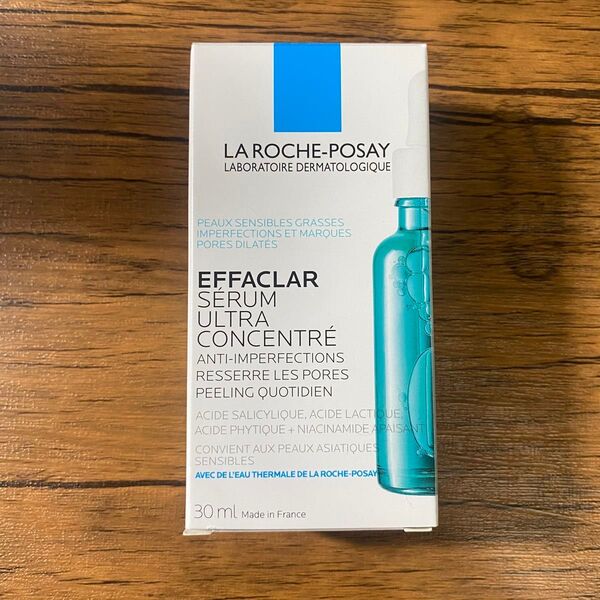 LA ROCHE-POSAY
LABORATOIRE DERMATOLOGIQUE
PEAUX SENSIBLES GRASSES
IMPERFECTIONS ET MARQUES
PORES DILATÉS
EFFACLAR
SÉRUM
ULTRA
CONCENTRÉ
ANTI-IMPERFECTIONS
RESSERRE LES PORES
PEELING QUOTIDIEN
ACIDE SALICYLIQUE, ACIDE LACTIQUE,
ACIDE PHYTIQUE + NIACINAMIDE APAISANT
CONVIENT AUX PEAUX ASIATIQUES
SENSIBLES
AVEC DE L'EAU THERMALE DE LA ROCHE-POSAY
30 ml Made in France